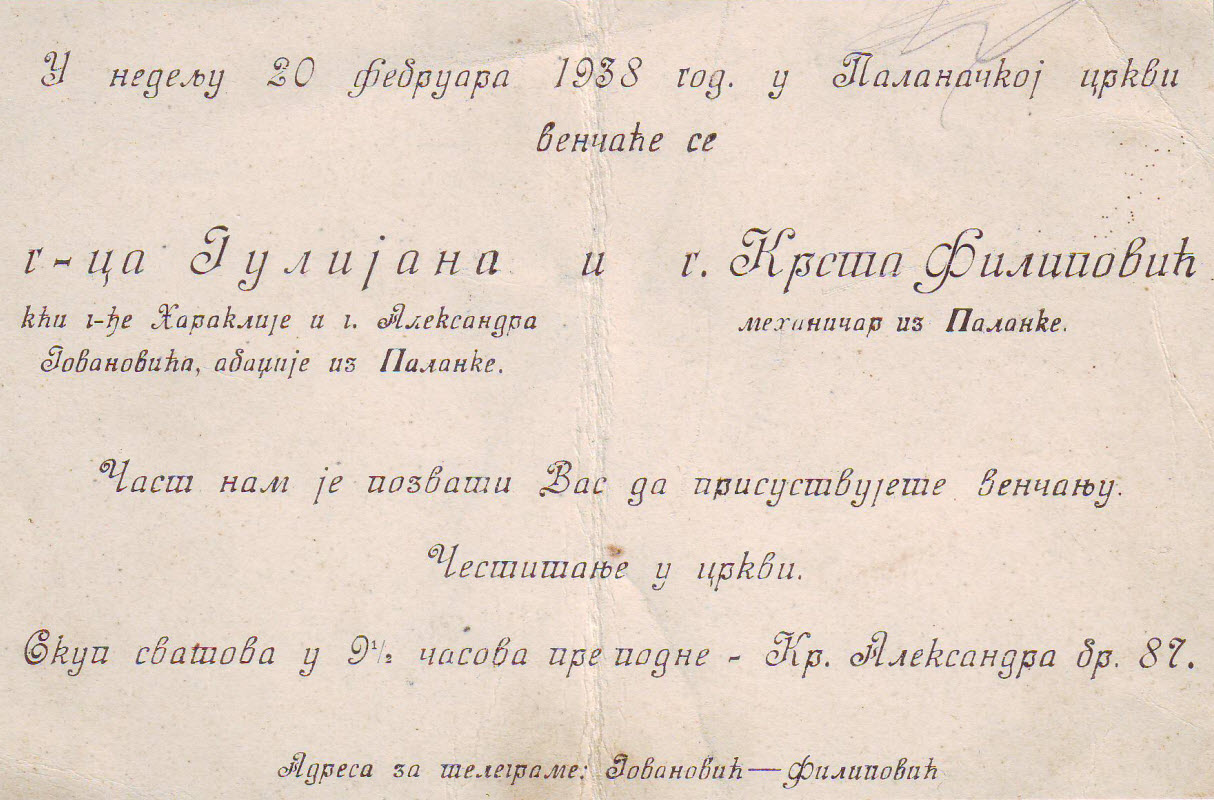 У недељу 20 фебруара 1938 год. у Паланачкој цркви
венчаће се
г-ца Јулијана и г. Крста Филиповић
кћи г-ђе Хараклије и г. Александра
Јовановића, абаџије из Паланке.
механичар из Паланке.
Част нам је позвати Вас да присуствујете венчању.
Честитање у цркви.
Скуп сватова у 9½ часова пре подне - Кр. Александра бр. 87.
Адреса за телеграме: Јовановић—Филиповић